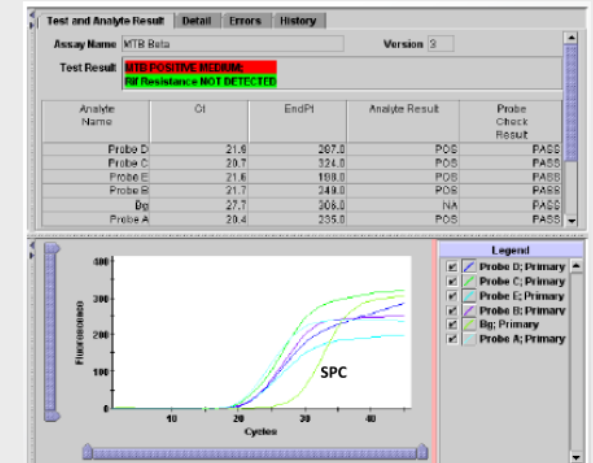 Test and Analyte Result Detail Errors History
Assay Name MTB Beta Version 3
Test Result MTB POSITIVE MEDIUM;
Rif Resistance NOT DETECTED
Analyte Name Ct EndPt Analyte Result Probe Check Result
Probe D 21.9 287.0 POS PASS
Probe C 20.7 324.0 POS PASS
Probe E 21.6 198.0 POS PASS
Probe B 21.7 249.0 POS PASS
Bg 27.7 306.0 NA PASS
Probe A 20.4 235.0 POS PASS
Legend
Probe D; Primary
Probe C; Primary
Probe E; Primary
Probe B; Primary
Bg; Primary
Probe A; Primary
400
300
200
100
0
Fluorescence
SPC
10 20 30 40
Cycles